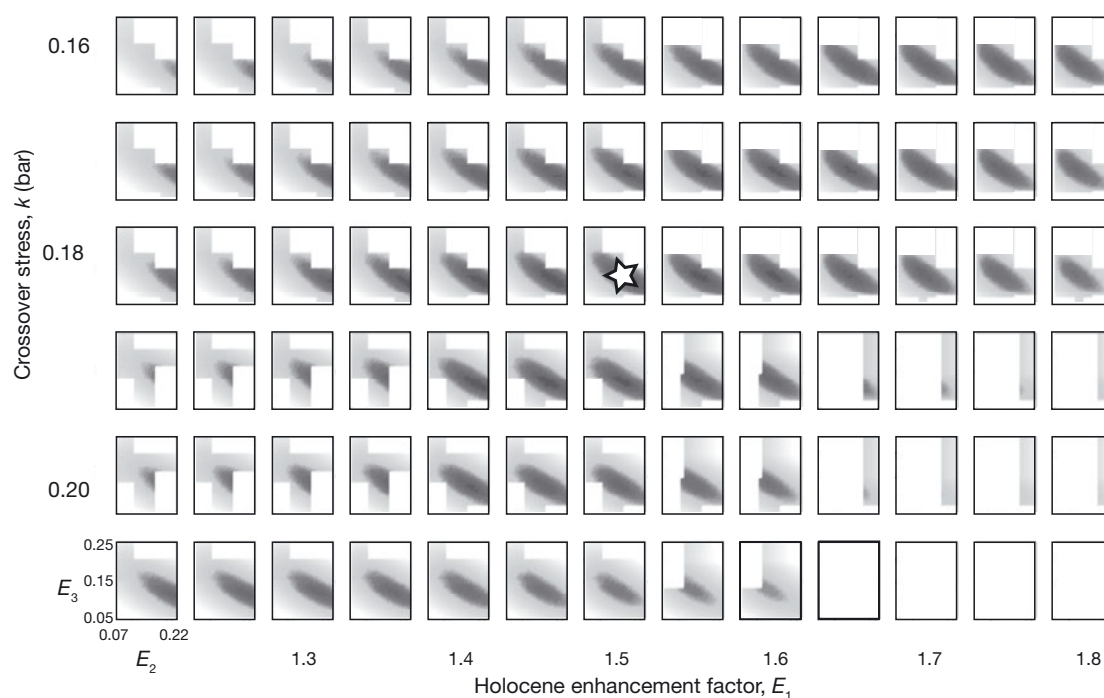 0.16
Crossover stress, k (bar)
0.18
0.20
0.25
E3 0.15
0.05
0.07 0.22
E2 1.3 1.4 1.5 1.6 1.7 1.8
Holocene enhancement factor, E1